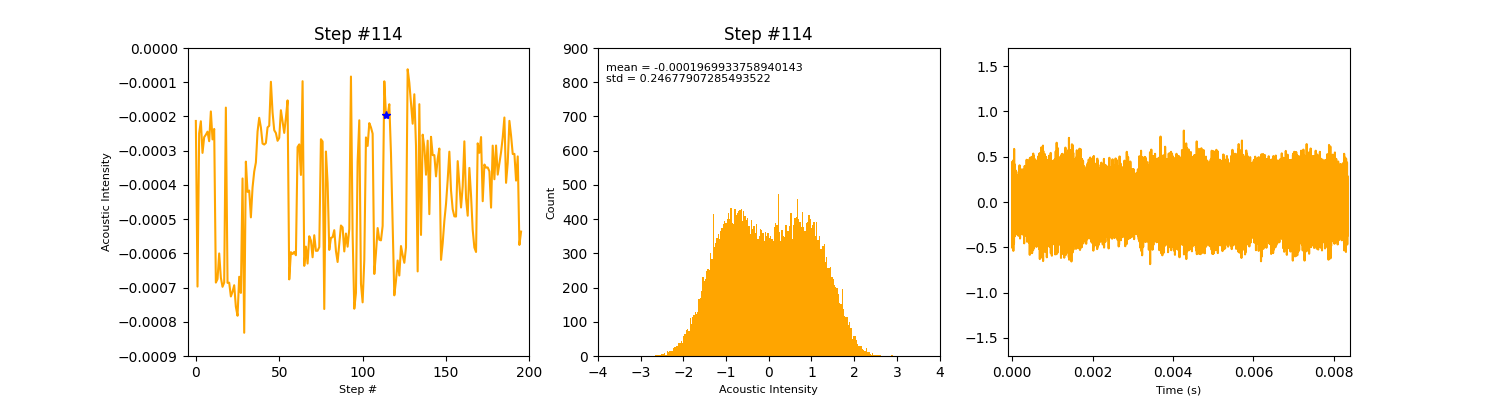 Step #114
0.0000
−0.0001
−0.0002
−0.0003
−0.0004
−0.0005
−0.0006
−0.0007
−0.0008
−0.0009
Acoustic Intensity
0 50 100 150 200
Step #
Step #114
mean = -0.0001969933758940143
std = 0.24677907285493522
900
800
700
600
500
400
300
200
100
0
Count
−4 −3 −2 −1 0 1 2 3 4
Acoustic Intensity
1.5
1.0
0.5
0.0
−0.5
−1.0
−1.5
0.000 0.002 0.004 0.006 0.008
Time (s)